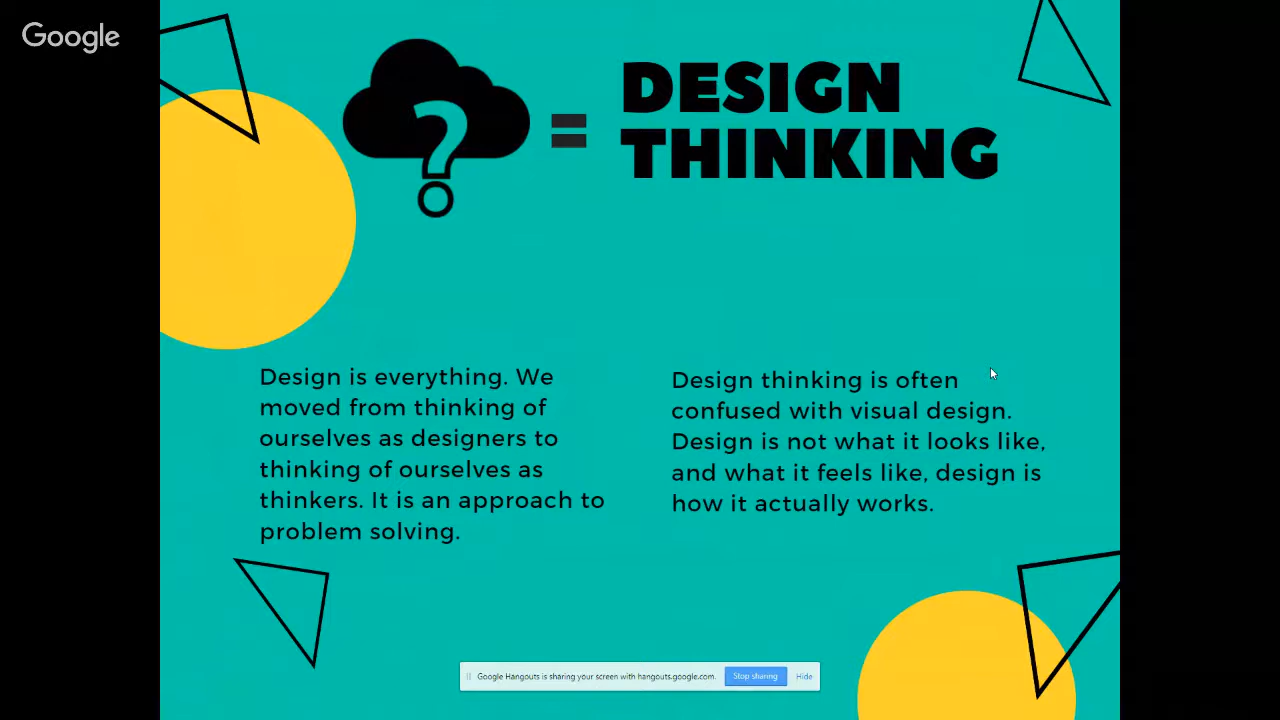 Google
?
=
DESIGN
THINKING
Design is everything. We
moved from thinking of
ourselves as designers to
thinking of ourselves as
thinkers. It is an approach to
problem solving.
Design thinking is often
confused with visual design.
Design is not what it looks like,
and what it feels like, design is
how it actually works.
Google Hangouts is sharing your screen with hangouts.google.com. Stop sharing Hide